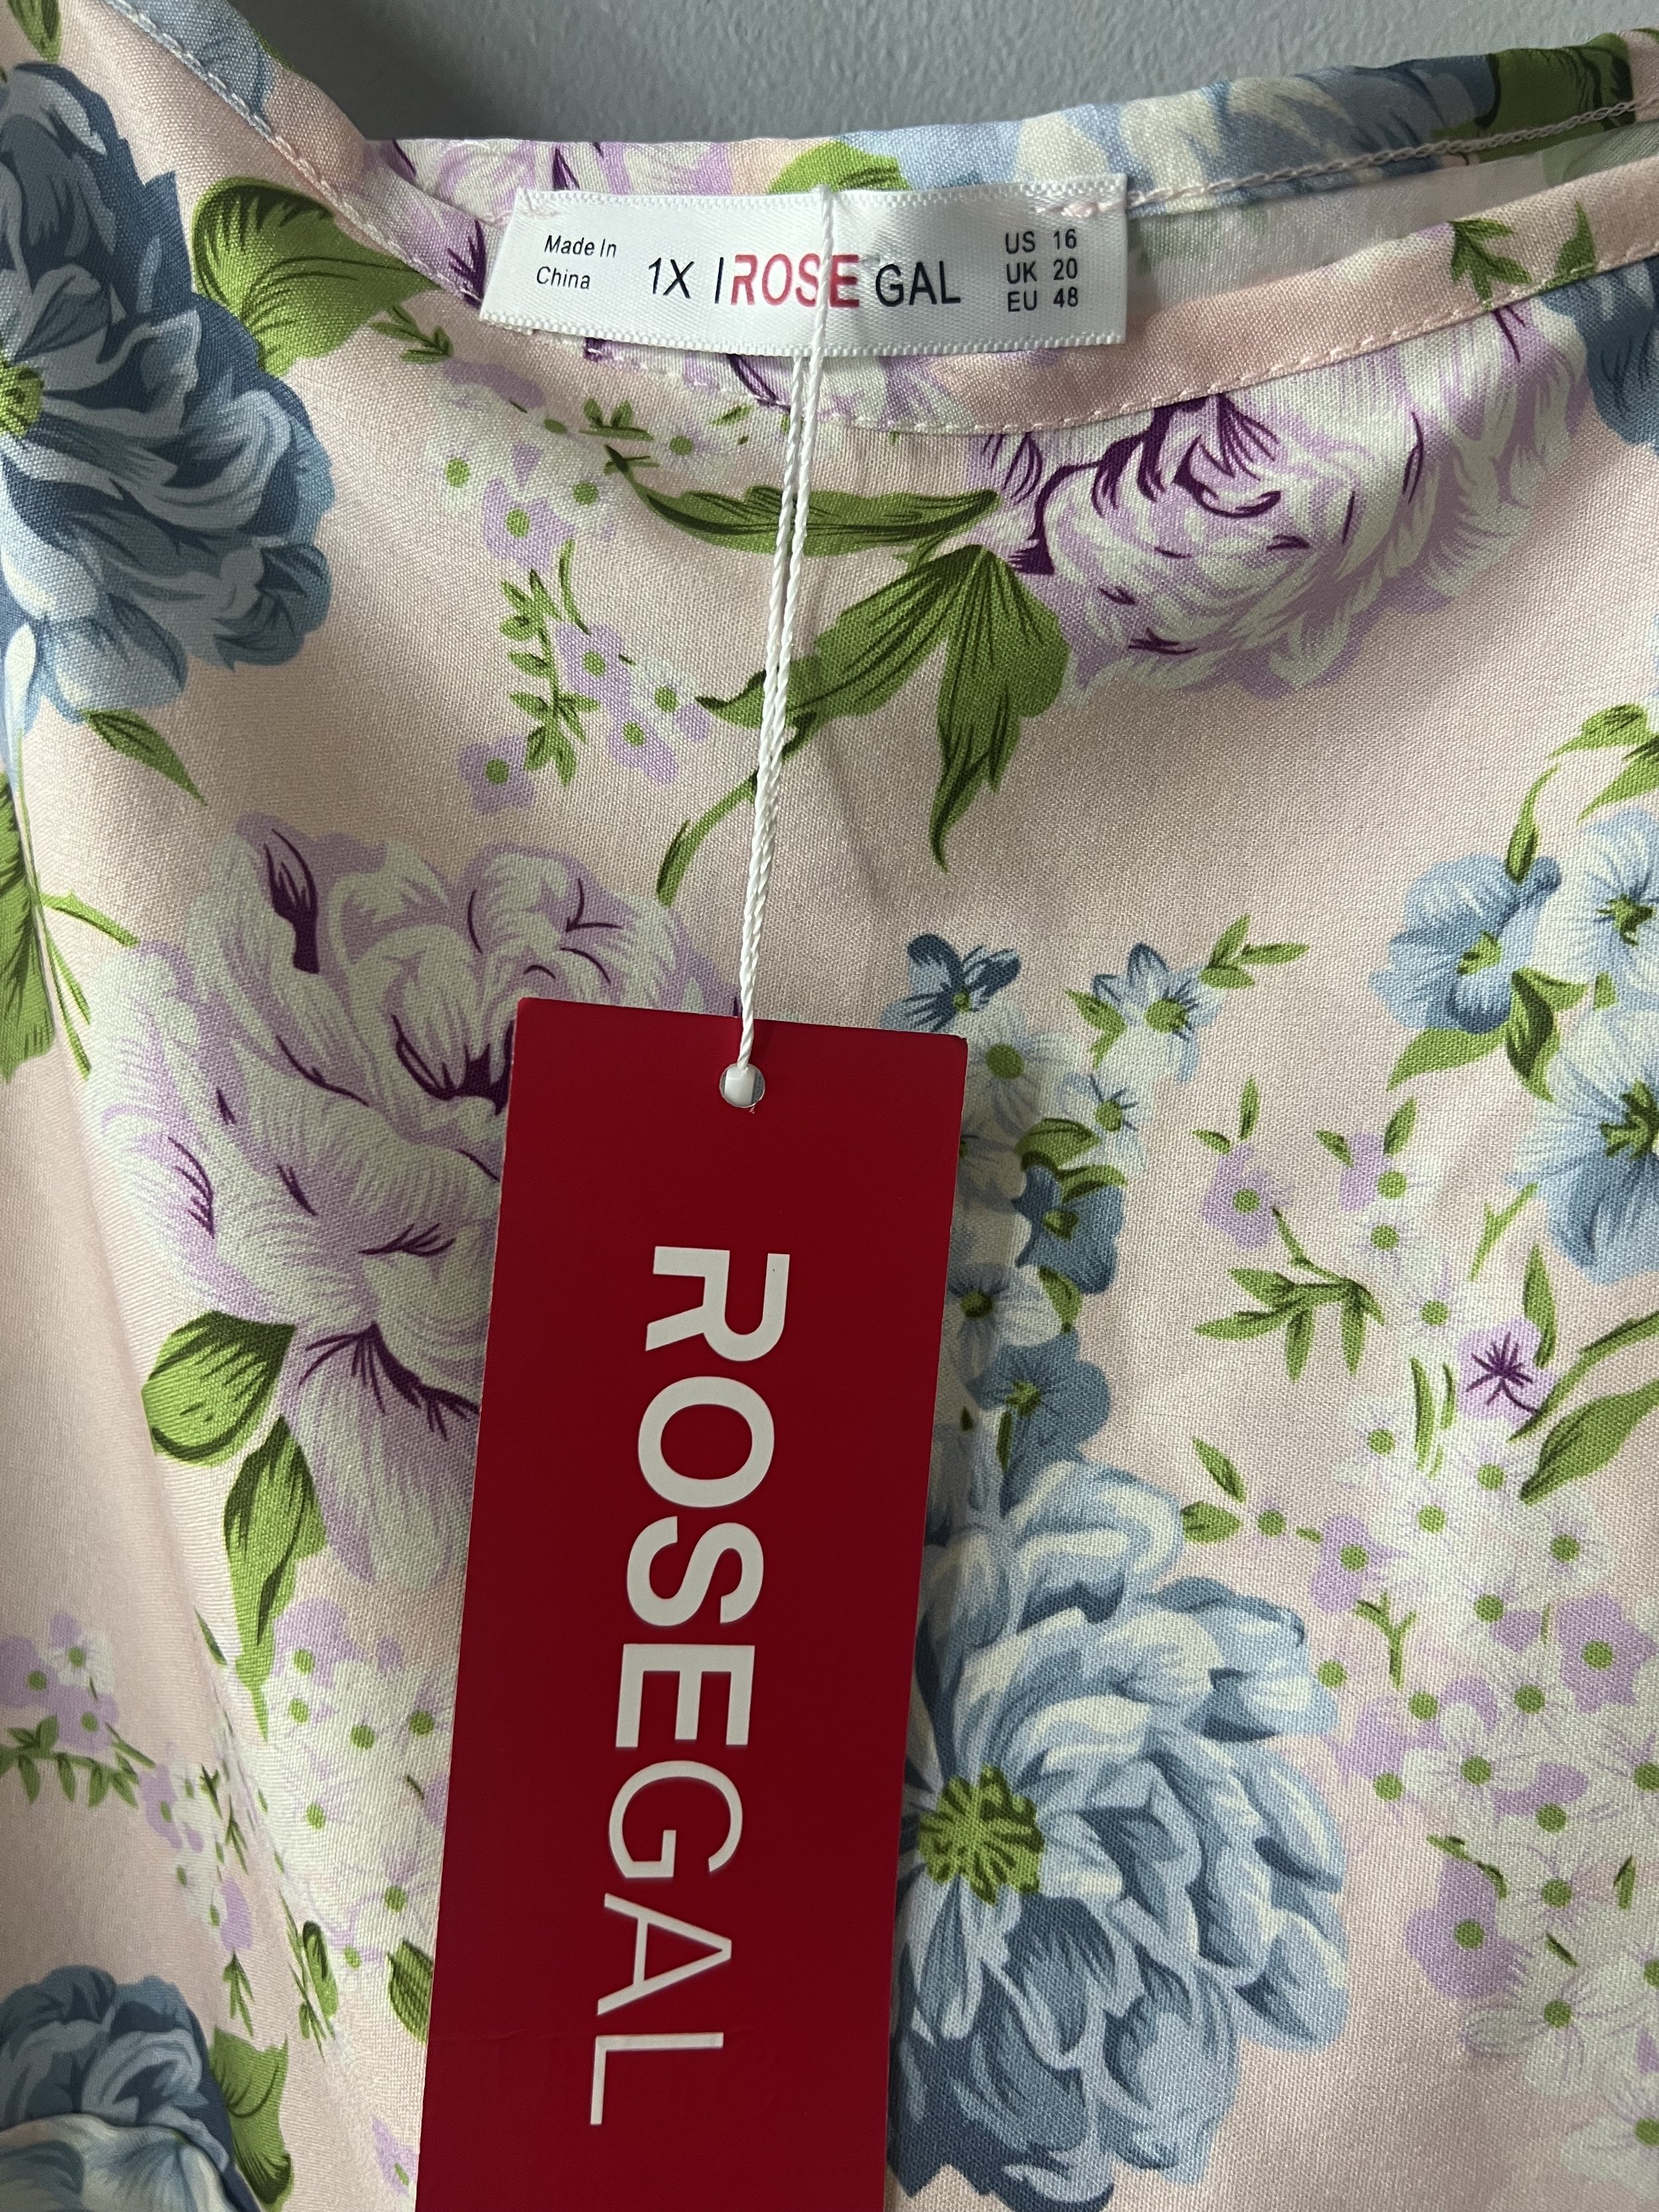 Made In
China
1X | ROSE GAL
US 16
UK 20
EU 48
ROSEGAL